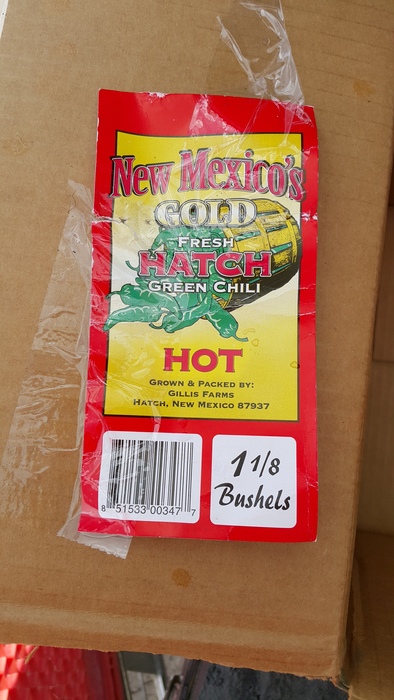 New Mexico's
GOLD
FRESH
HATCH
GREEN CHILI
HOT
GROWN & PACKED BY:
GILLIS FARMS
HATCH, NEW MEXICO 87937
8 51533 00347 7
1 1/8
Bushels